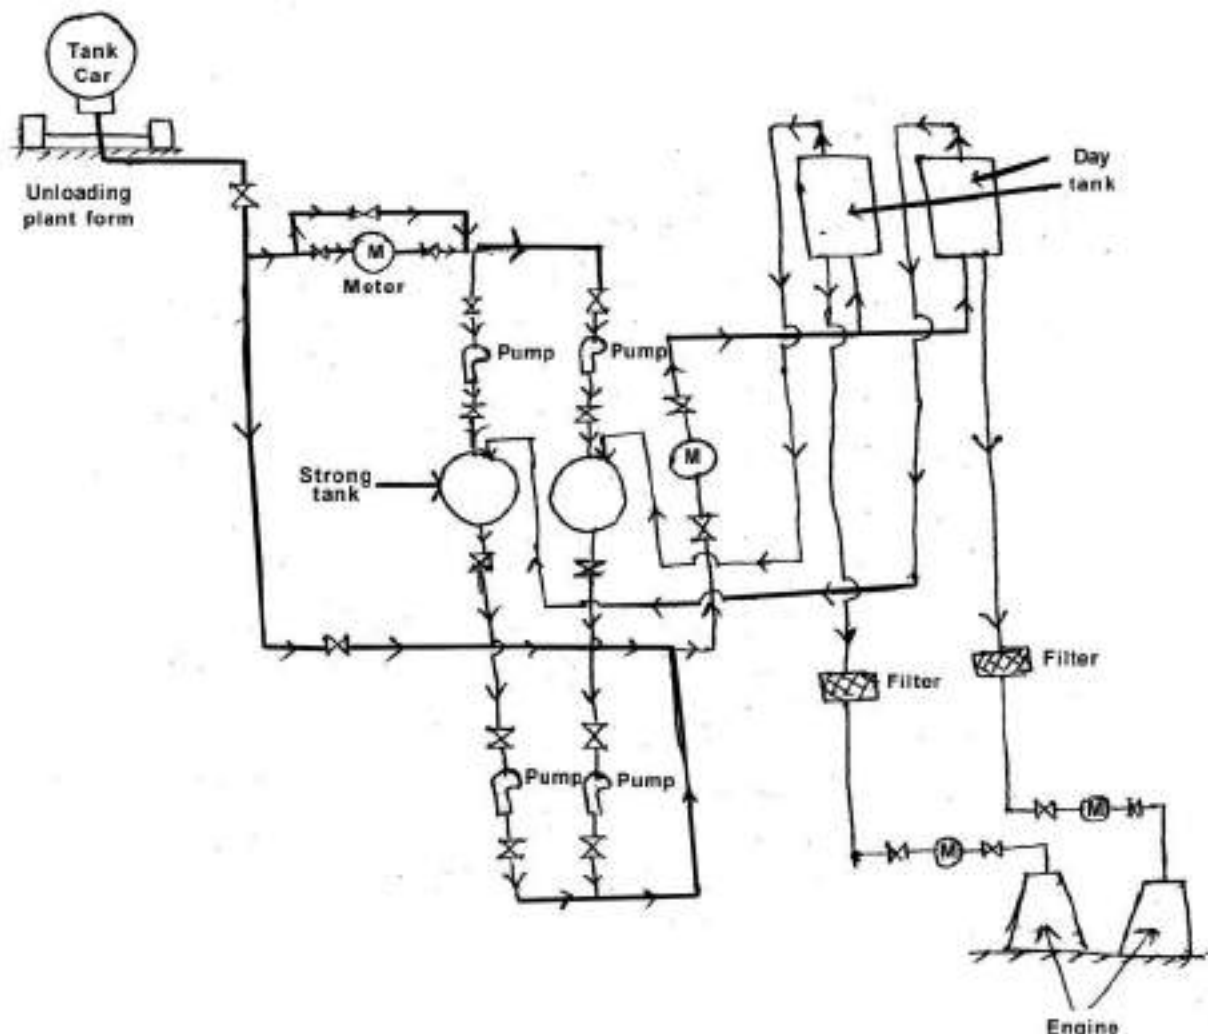 Tank
Car
Unloading
plant form
M
Meter
Pump
Pump
Day
tank
Strong
tank
M
Filter
Filter
Pump
Pump
M
M
Engine